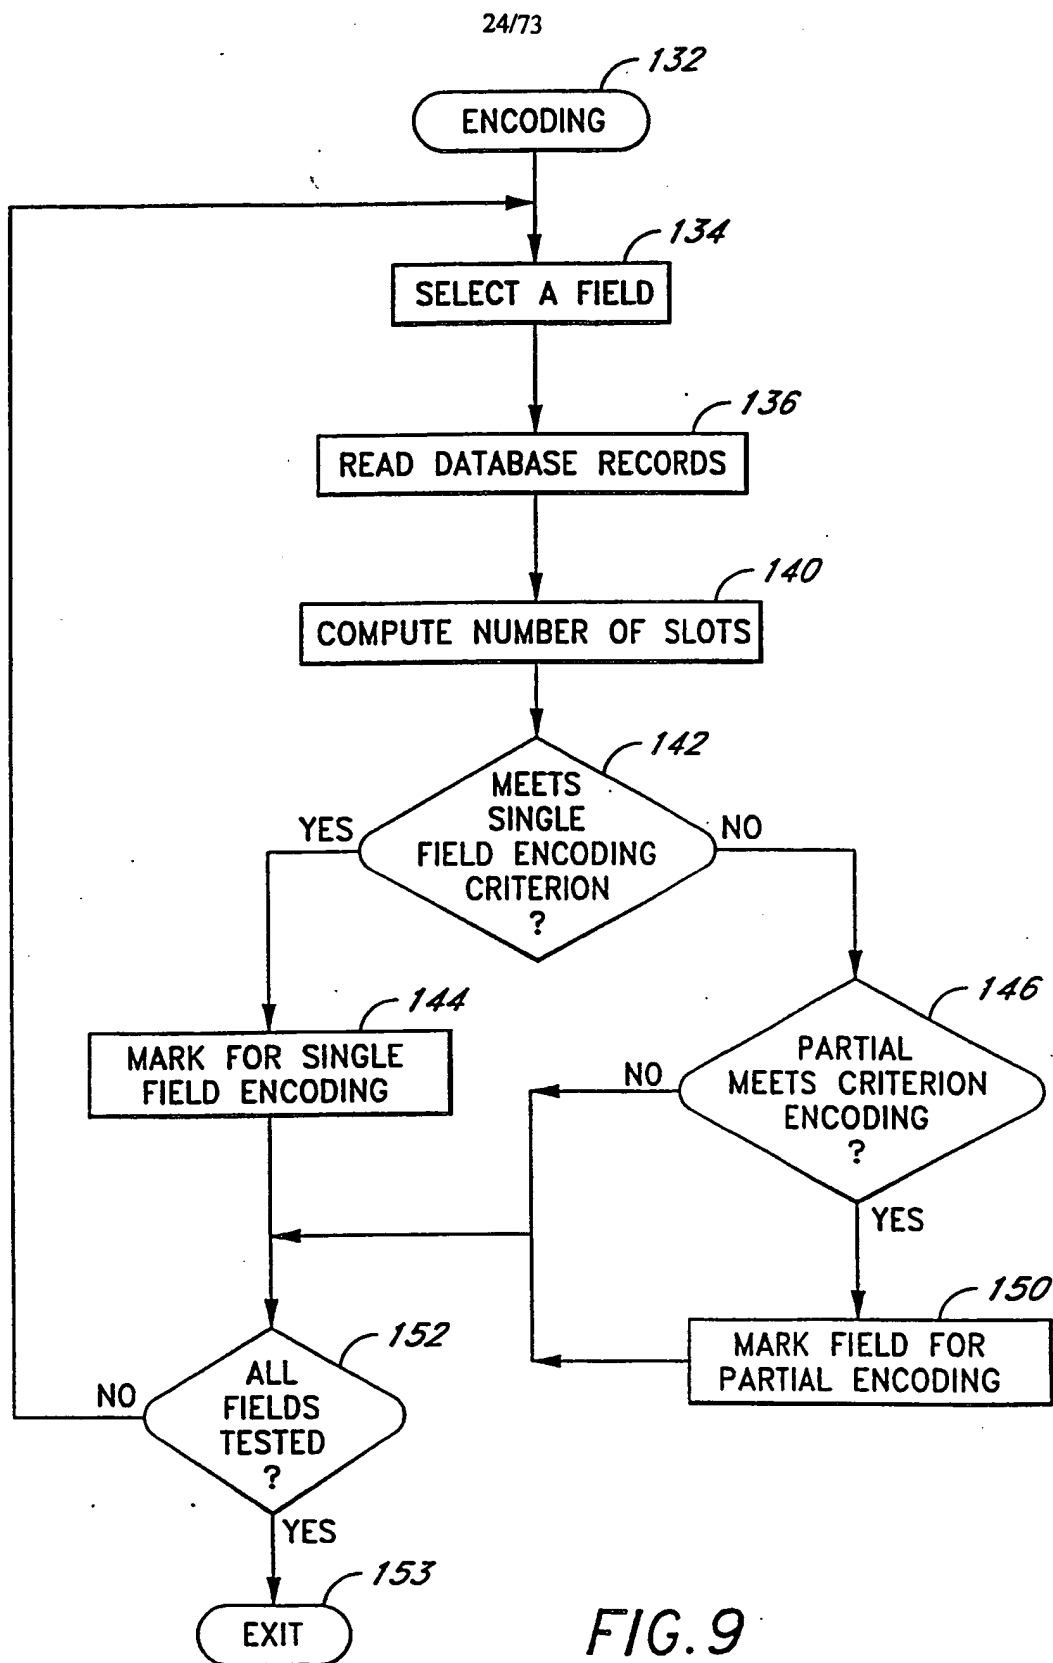 24/73
132
ENCODING
134
SELECT A FIELD
136
READ DATABASE RECORDS
140
COMPUTE NUMBER OF SLOTS
142
MEETS
SINGLE
FIELD ENCODING
CRITERION
?
YES
NO
144
MARK FOR SINGLE
FIELD ENCODING
146
PARTIAL
MEETS CRITERION
ENCODING
?
NO
YES
150
MARK FIELD FOR
PARTIAL ENCODING
152
ALL
FIELDS
TESTED
?
NO
YES
153
EXIT
FIG.9